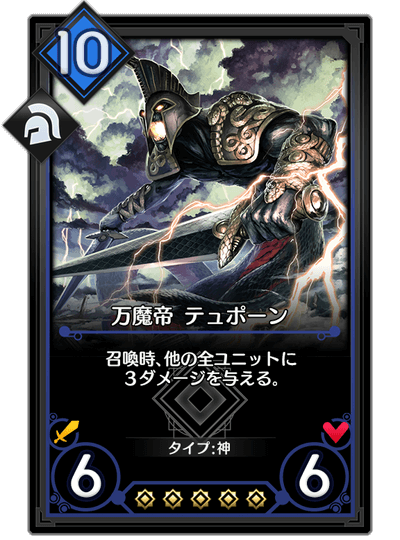 10
万魔帝 テュポーン
召喚時、他の全ユニットに
3ダメージを与える。
タイプ:神
6 6